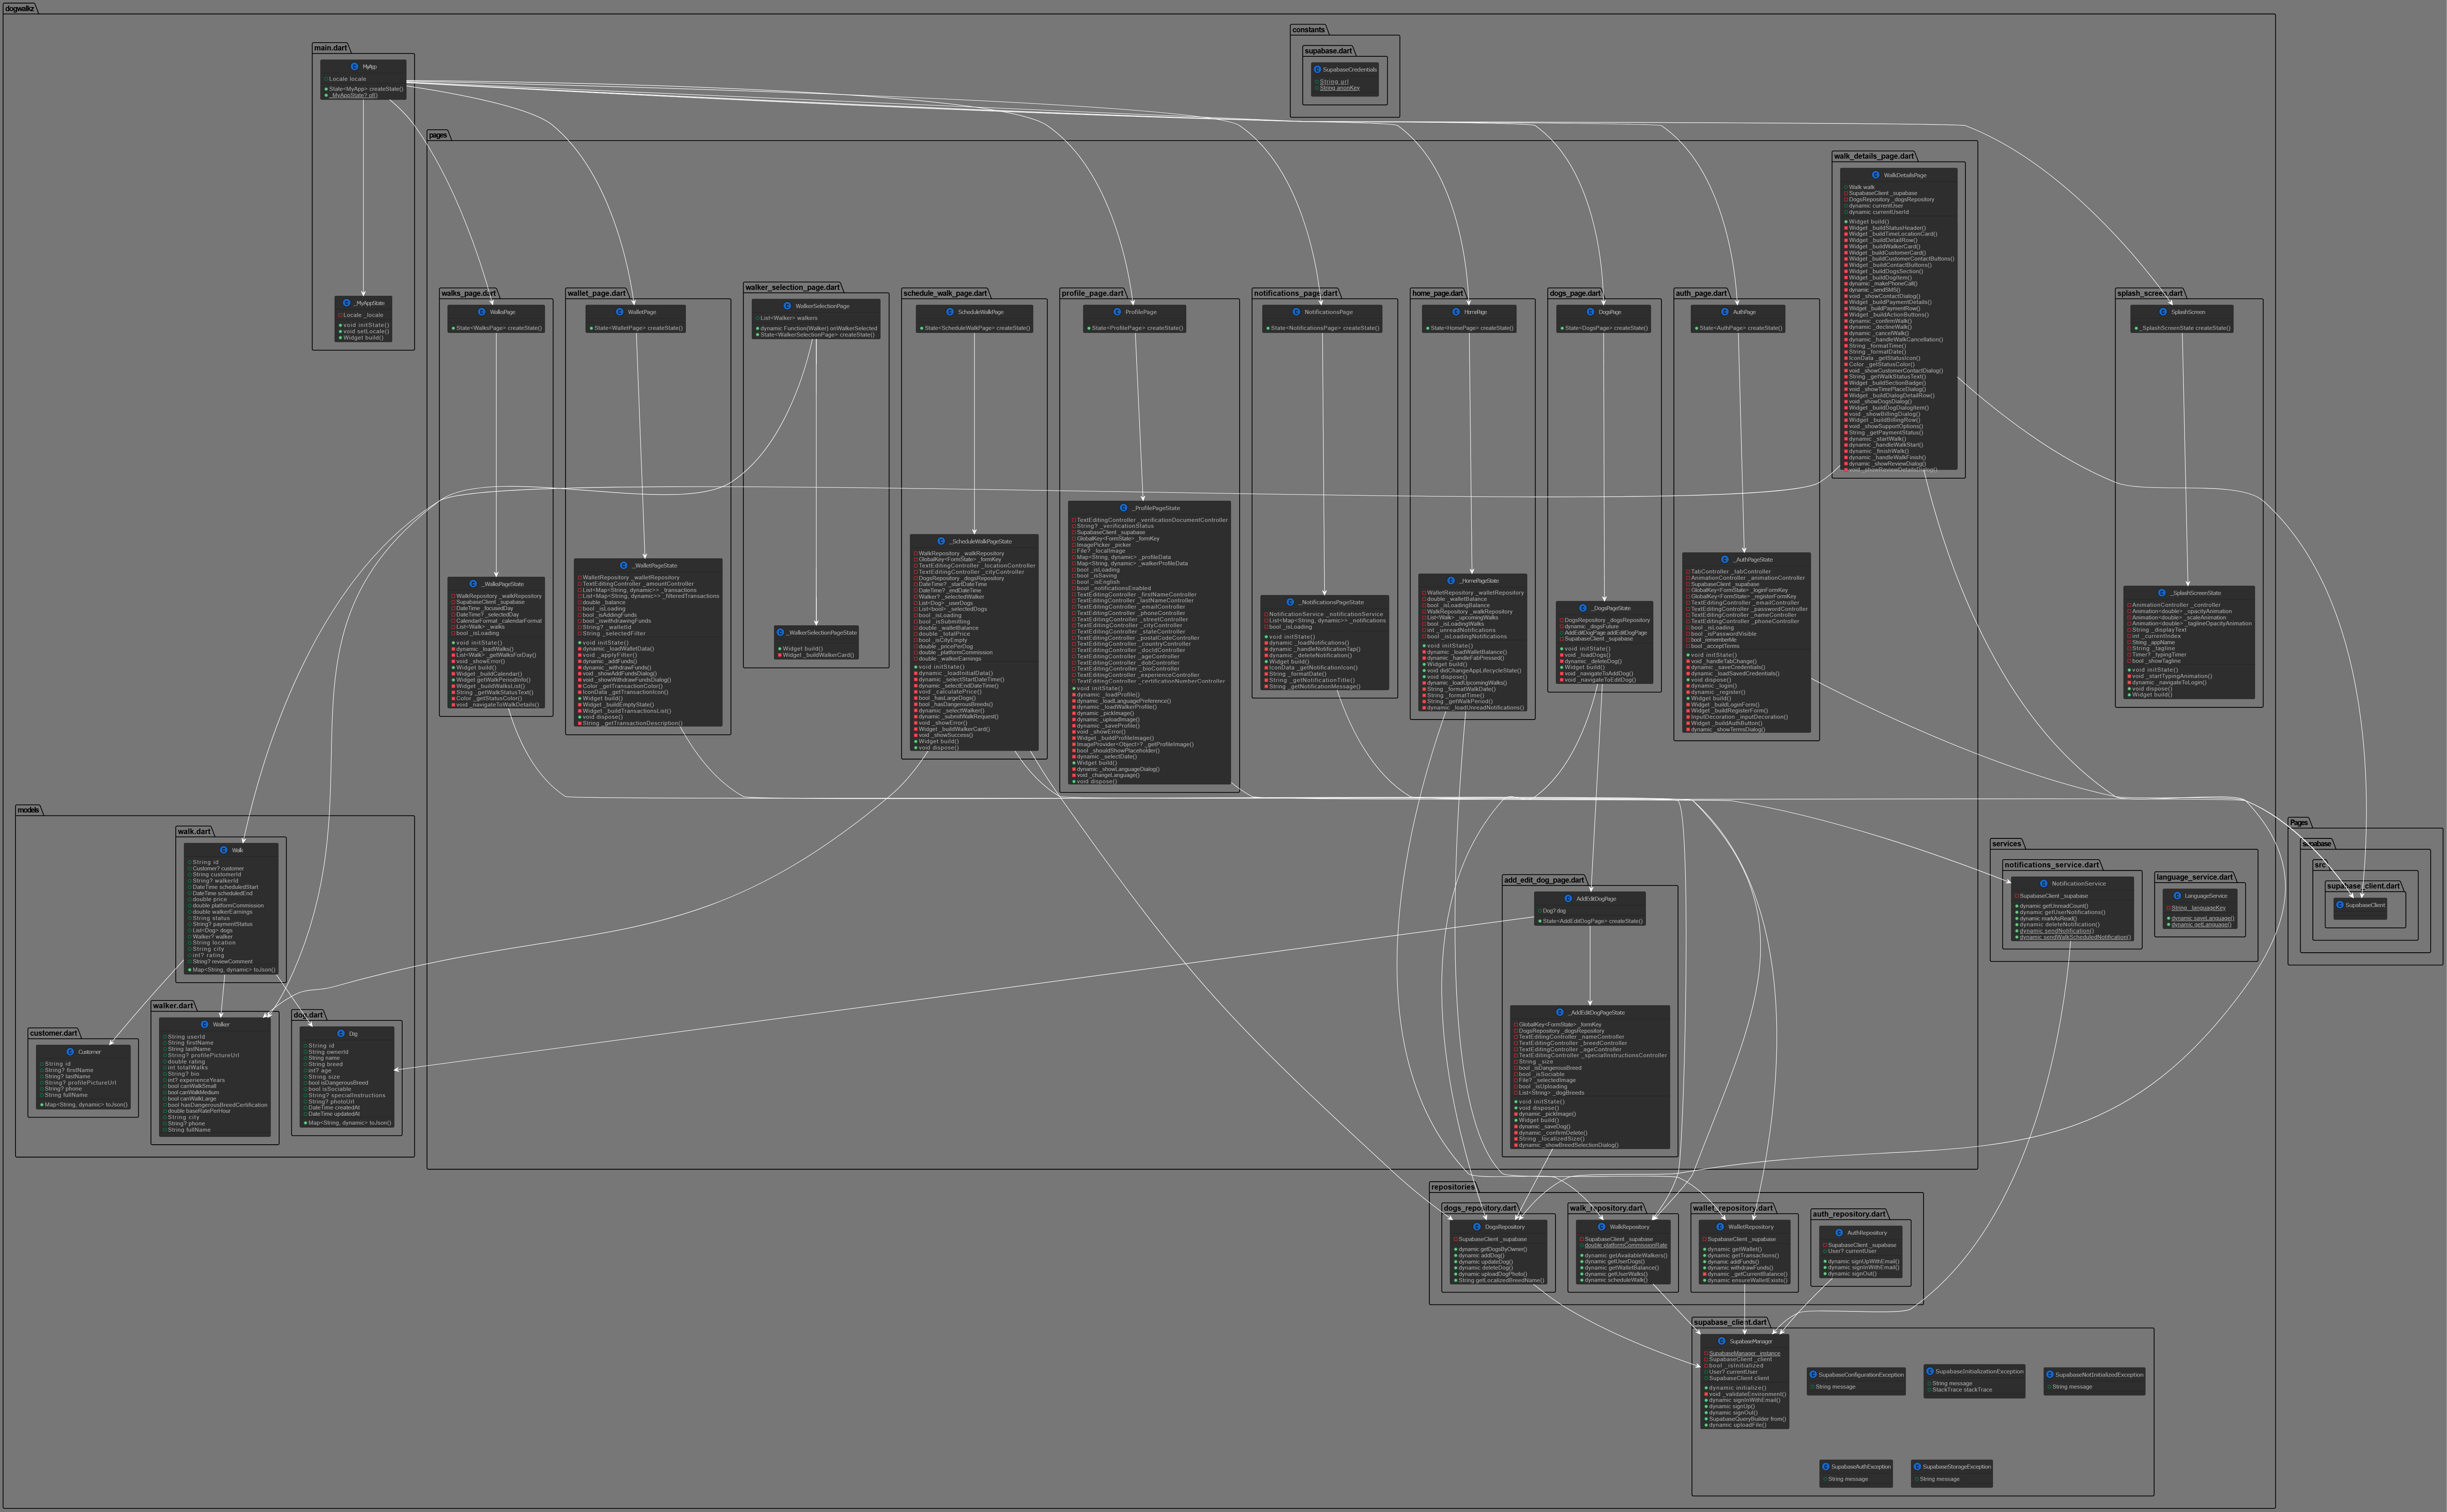 dogwalkz
constants
supabase.dart
SupabaseCredentials
String url
String anonKey
main.dart
MyApp
Locale locale
State<MyApp> createState()
_MyAppState? of()
_MyAppState
Locale _locale
void initState()
void setLocale()
Widget build()
pages
walk_details_page.dart
WalkDetailsPage
Walk walk
SupabaseClient _supabase
DogsRepository _dogsRepository
dynamic currentUser
dynamic currentUserId
Widget build()
Widget _buildStatusHeader()
Widget _buildTimeLocationCard()
Widget _buildDetailRow()
Widget _buildWalkerCard()
Widget _buildCustomerCard()
Widget _buildCustomerContactButtons()
Widget _buildContactButtons()
Widget _buildDogsSection()
Widget _buildDogItem()
dynamic _makePhoneCall()
dynamic _sendSMS()
void _showContactDialog()
Widget _buildPaymentDetails()
Widget _buildPaymentRow()
Widget _buildActionButtons()
dynamic _confirmWalk()
dynamic _declineWalk()
dynamic _cancelWalk()
dynamic _handleWalkCancellation()
String _formatTime()
String _formatDate()
IconData _getStatusIcon()
Color _getStatusColor()
void _showCustomerContactDialog()
String _getWalkStatusText()
Widget _buildSectionBadge()
void _showTimePlaceDialog()
Widget _buildDialogDetailRow()
void _showDogsDialog()
Widget _buildDogDialogItem()
void _showBillingDialog()
Widget _buildBillingRow()
void _showSupportOptions()
String _getPaymentStatus()
dynamic _startWalk()
dynamic _handleWalkStart()
dynamic _finishWalk()
dynamic _handleWalkFinish()
dynamic _showReviewDialog()
void _showReviewDetailsDialog()
walks_page.dart
WalksPage
State<WalksPage> createState()
_WalksPageState
WalkRepository _walkRepository
SupabaseClient _supabase
DateTime _focusedDay
DateTime? _selectedDay
CalendarFormat _calendarFormat
List<Walk> _walks
bool _isLoading
void initState()
dynamic _loadWalks()
List<Walk> _getWalksForDay()
void _showError()
Widget build()
Widget _buildCalendar()
Widget getWalkPeriodInfo()
Widget _buildWalksList()
String _getWalkStatusText()
Color _getStatusColor()
void _navigateToWalkDetails()
wallet_page.dart
WalletPage
State<WalletPage> createState()
_WalletPageState
WalletRepository _walletRepository
TextEditingController _amountController
List<Map<String, dynamic>> _transactions
List<Map<String, dynamic>> _filteredTransactions
double _balance
bool _isLoading
bool _isAddingFunds
bool _isWithdrawingFunds
String? _walletId
String _selectedFilter
void initState()
dynamic _loadWalletData()
void _applyFilter()
dynamic _addFunds()
dynamic _withdrawFunds()
void _showAddFundsDialog()
void _showWithdrawFundsDialog()
Color _getTransactionColor()
IconData _getTransactionIcon()
Widget build()
Widget _buildEmptyState()
Widget _buildTransactionsList()
void dispose()
String _getTransactionDescription()
walker_selection_page.dart
WalkerSelectionPage
List<Walker> walkers
dynamic Function(Walker) onWalkerSelected
State<WalkerSelectionPage> createState()
_WalkerSelectionPageState
Widget build()
Widget _buildWalkerCard()
schedule_walk_page.dart
ScheduleWalkPage
State<ScheduleWalkPage> createState()
_ScheduleWalkPageState
WalkRepository _walkRepository
GlobalKey<FormState> _formKey
TextEditingController _locationController
TextEditingController _cityController
DogsRepository _dogsRepository
DateTime? _startDateTime
DateTime? _endDateTime
Walker? _selectedWalker
List<Dog> _userDogs
List<bool> _selectedDogs
bool _isLoading
bool _isSubmitting
double _walletBalance
double _totalPrice
bool _isCityEmpty
double _pricePerDog
double _platformCommission
double _walkerEarnings
void initState()
dynamic _loadInitialData()
dynamic _selectStartDateTime()
dynamic _selectEndDateTime()
void _calculatePrice()
bool _hasLargeDogs()
bool _hasDangerousBreeds()
dynamic _selectWalker()
dynamic _submitWalkRequest()
void _showError()
Widget _buildWalkerCard()
void _showSuccess()
Widget build()
void dispose()
profile_page.dart
ProfilePage
State<ProfilePage> createState()
_ProfilePageState
TextEditingController _verificationDocumentController
String? _verificationStatus
SupabaseClient _supabase
GlobalKey<FormState> _formKey
ImagePicker _picker
File? _localImage
Map<String, dynamic> _profileData
Map<String, dynamic> _walkerProfileData
bool _isLoading
bool _isSaving
bool _isEnglish
bool _notificationsEnabled
TextEditingController _firstNameController
TextEditingController _lastNameController
TextEditingController _emailController
TextEditingController _phoneController
TextEditingController _streetController
TextEditingController _cityController
TextEditingController _stateController
TextEditingController _postalCodeController
TextEditingController _countryController
TextEditingController _docIdController
TextEditingController _ageController
TextEditingController _dobController
TextEditingController _bioController
TextEditingController _experienceController
TextEditingController _certificationNumberController
void initState()
dynamic _loadProfile()
dynamic _loadLanguagePreference()
dynamic _loadWalkerProfile()
dynamic _pickImage()
dynamic _uploadImage()
dynamic _saveProfile()
void _showError()
Widget _buildProfileImage()
ImageProvider<Object>? _getProfileImage()
bool _shouldShowPlaceholder()
dynamic _selectDate()
Widget build()
dynamic _showLanguageDialog()
void _changeLanguage()
void dispose()
notifications_page.dart
NotificationsPage
State<NotificationsPage> createState()
_NotificationsPageState
NotificationService _notificationService
List<Map<String, dynamic>> _notifications
bool _isLoading
void initState()
dynamic _loadNotifications()
dynamic _handleNotificationTap()
dynamic _deleteNotification()
Widget build()
IconData _getNotificationIcon()
String _formatDate()
String _getNotificationTitle()
String _getNotificationMessage()
home_page.dart
HomePage
State<HomePage> createState()
_HomePageState
WalletRepository _walletRepository
double _walletBalance
bool _isLoadingBalance
WalkRepository _walkRepository
List<Walk> _upcomingWalks
bool _isLoadingWalks
int _unreadNotifications
bool _isLoadingNotifications
void initState()
dynamic _loadWalletBalance()
dynamic _handleFabPressed()
Widget build()
void didChangeAppLifecycleState()
void dispose()
dynamic _loadUpcomingWalks()
String _formatWalkDate()
String _formatTime()
String _getWalkPeriod()
dynamic _loadUnreadNotifications()
dogs_page.dart
DogsPage
State<DogsPage> createState()
_DogsPageState
DogsRepository _dogsRepository
dynamic _dogsFuture
AddEditDogPage addEditDogPage
SupabaseClient _supabase
void initState()
void _loadDogs()
dynamic _deleteDog()
Widget build()
void _navigateToAddDog()
void _navigateToEditDog()
auth_page.dart
AuthPage
State<AuthPage> createState()
_AuthPageState
TabController _tabController
AnimationController _animationController
SupabaseClient _supabase
GlobalKey<FormState> _loginFormKey
GlobalKey<FormState> _registerFormKey
TextEditingController _emailController
TextEditingController _passwordController
TextEditingController _nameController
TextEditingController _phoneController
bool _isLoading
bool _isPasswordVisible
bool _rememberMe
bool _acceptTerms
void initState()
void _handleTabChange()
dynamic _saveCredentials()
dynamic _loadSavedCredentials()
void dispose()
dynamic _login()
dynamic _register()
Widget build()
Widget _buildLoginForm()
Widget _buildRegisterForm()
InputDecoration _inputDecoration()
Widget _buildAuthButton()
dynamic _showTermsDialog()
splash_screen.dart
SplashScreen
_SplashScreenState createState()
_SplashScreenState
AnimationController _controller
Animation<double> _opacityAnimation
Animation<double> _scaleAnimation
Animation<double> _taglineOpacityAnimation
String _displayText
int _currentIndex
String _appName
String _tagline
Timer? _typingTimer
bool _showTagline
void initState()
void _startTypingAnimation()
dynamic _navigateToLogin()
void dispose()
Widget build()
models
walk.dart
Walk
String id
Customer? customer
String customerId
String? walkerId
DateTime scheduledStart
DateTime scheduledEnd
double price
double platformCommission
double walkerEarnings
String status
String? paymentStatus
List<Dog> dogs
Walker? walker
String location
String city
int? rating
String? reviewComment
Map<String, dynamic> toJson()
customer.dart
Customer
String id
String? firstName
String? lastName
String? profilePictureUrl
String? phone
String fullName
Map<String, dynamic> toJson()
walker.dart
Walker
String userId
String firstName
String lastName
String? profilePictureUrl
double rating
int totalWalks
String? bio
int? experienceYears
bool canWalkSmall
bool canWalkMedium
bool canWalkLarge
bool hasDangerousBreedCertification
double baseRatePerHour
String city
String? phone
String fullName
dog.dart
Dog
String id
String ownerId
String name
String breed
int? age
String size
bool isDangerousBreed
bool isSociable
String? specialInstructions
String? photoUrl
DateTime createdAt
DateTime updatedAt
Map<String, dynamic> toJson()
add_edit_dog_page.dart
AddEditDogPage
Dog? dog
State<AddEditDogPage> createState()
_AddEditDogPageState
GlobalKey<FormState> _formKey
DogsRepository _dogsRepository
TextEditingController _nameController
TextEditingController _breedController
TextEditingController _ageController
TextEditingController _specialInstructionsController
String _size
bool _isDangerousBreed
bool _isSociable
File? _selectedImage
bool _isUploading
List<String> _dogBreeds
void initState()
void dispose()
dynamic _pickImage()
Widget build()
dynamic _saveDog()
dynamic _confirmDelete()
String _localizedSize()
dynamic _showBreedSelectionDialog()
services
notifications_service.dart
NotificationService
SupabaseClient _supabase
dynamic getUnreadCount()
dynamic getUserNotifications()
dynamic markAsRead()
dynamic deleteNotification()
dynamic sendNotification()
dynamic sendWalkScheduledNotification()
language_service.dart
LanguageService
String _languageKey
dynamic saveLanguage()
dynamic getLanguage()
Pages
supabase
src
supabase_client.dart
SupabaseClient
repositories
dogs_repository.dart
DogsRepository
SupabaseClient _supabase
dynamic getDogsByOwner()
dynamic addDog()
dynamic updateDog()
dynamic deleteDog()
dynamic uploadDogPhoto()
String getLocalizedBreedName()
walk_repository.dart
WalkRepository
SupabaseClient _supabase
double platformCommissionRate
dynamic getAvailableWalkers()
dynamic getUserDogs()
dynamic getWalletBalance()
dynamic getUserWalks()
dynamic scheduleWalk()
wallet_repository.dart
WalletRepository
SupabaseClient _supabase
dynamic getWallet()
dynamic getTransactions()
dynamic addFunds()
dynamic withdrawFunds()
dynamic _getCurrentBalance()
dynamic ensureWalletExists()
auth_repository.dart
AuthRepository
SupabaseClient _supabase
User? currentUser
dynamic signUpWithEmail()
dynamic signInWithEmail()
dynamic signOut()
supabase_client.dart
SupabaseManager
SupabaseManager _instance
SupabaseClient _client
bool _isInitialized
User? currentUser
SupabaseClient client
dynamic initialize()
void _validateEnvironment()
dynamic signInWithEmail()
dynamic signUp()
dynamic signOut()
SupabaseQueryBuilder from()
dynamic uploadFile()
SupabaseConfigurationException
String message
SupabaseInitializationException
String message
StackTrace stackTrace
SupabaseNotInitializedException
String message
SupabaseAuthException
String message
SupabaseStorageException
String message